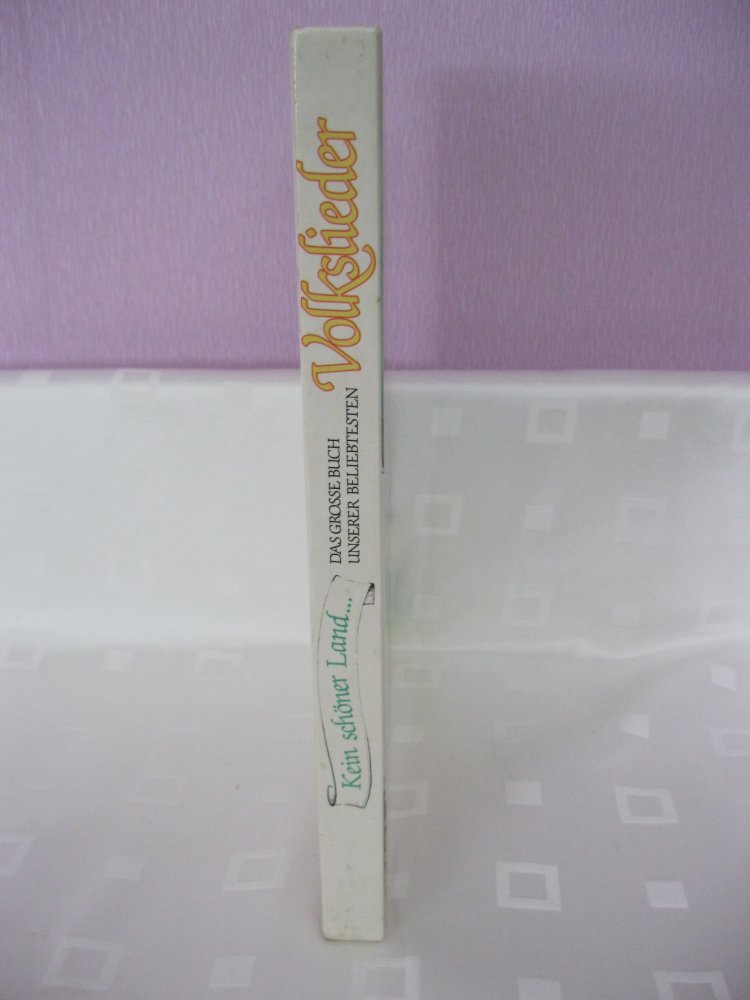 Kein schöner Land...
DAS GROSSE BUCH
UNSERER BELIEBTESTEN
Volkslieder